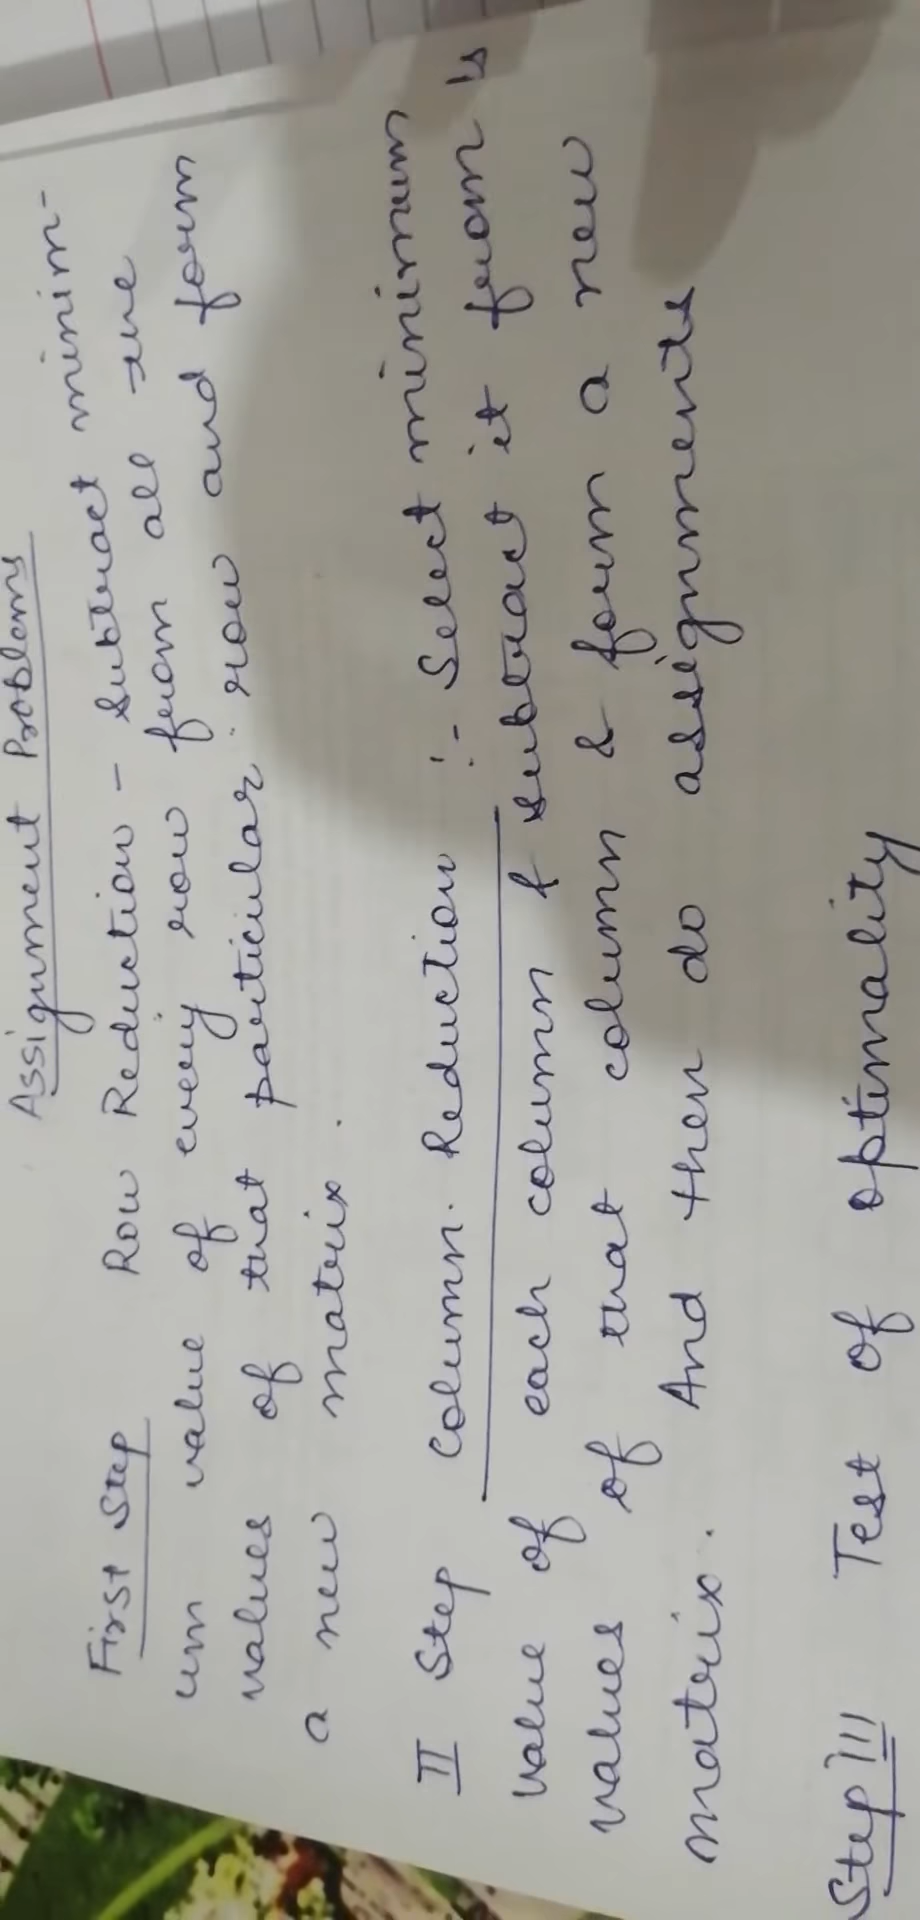 Assignment Problems
First Step Row Reduction - Subtract minim-
um value of every row from all the
values of that particular row and form
a new matrix.
II Step Column. Reduction :- Select minimum
value of each column & subtract it from
values of that column & form a new
matrix. And then do assignments
Step III Test of optimality